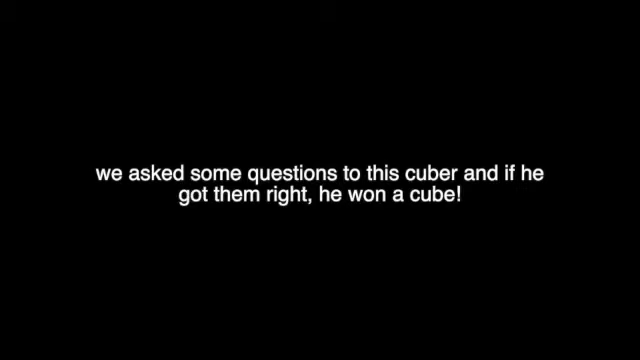 we asked some questions to this cuber and if he
got them right, he won a cube!